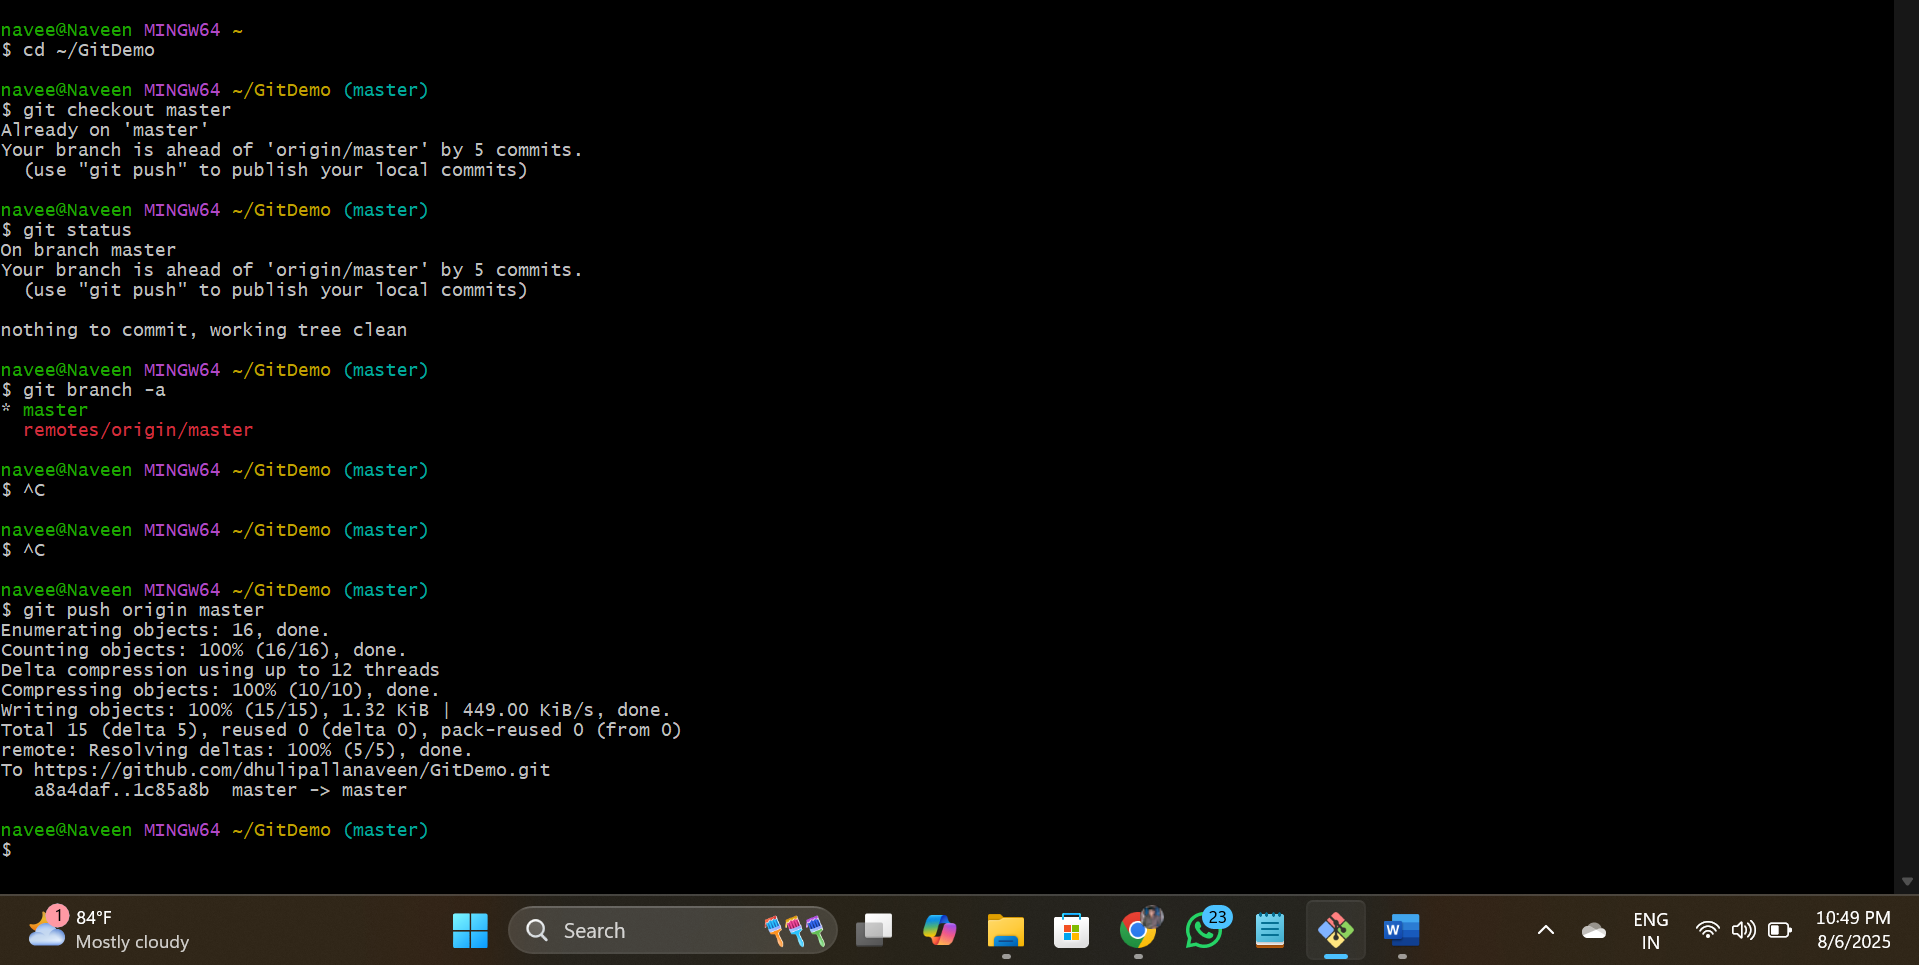 navee@Naveen MINGW64 ~
$ cd ~/GitDemo
navee@Naveen MINGW64 ~/GitDemo (master)
$ git checkout master
Already on 'master'
Your branch is ahead of 'origin/master' by 5 commits.
  (use "git push" to publish your local commits)
navee@Naveen MINGW64 ~/GitDemo (master)
$ git status
On branch master
Your branch is ahead of 'origin/master' by 5 commits.
  (use "git push" to publish your local commits)
nothing to commit, working tree clean
navee@Naveen MINGW64 ~/GitDemo (master)
$ git branch -a
* master
  remotes/origin/master
navee@Naveen MINGW64 ~/GitDemo (master)
$ ^C
navee@Naveen MINGW64 ~/GitDemo (master)
$ ^C
navee@Naveen MINGW64 ~/GitDemo (master)
$ git push origin master
Enumerating objects: 16, done.
Counting objects: 100% (16/16), done.
Delta compression using up to 12 threads
Compressing objects: 100% (10/10), done.
Writing objects: 100% (15/15), 1.32 KiB | 449.00 KiB/s, done.
Total 15 (delta 5), reused 0 (delta 0), pack-reused 0 (from 0)
remote: Resolving deltas: 100% (5/5), done.
To https://github.com/dhulipallanaveen/GitDemo.git
   a8a4daf..1c85a8b  master -> master
navee@Naveen MINGW64 ~/GitDemo (master)
$
1
84°F
Mostly cloudy
Search
23
W
ENG
IN
10:49 PM
8/6/2025